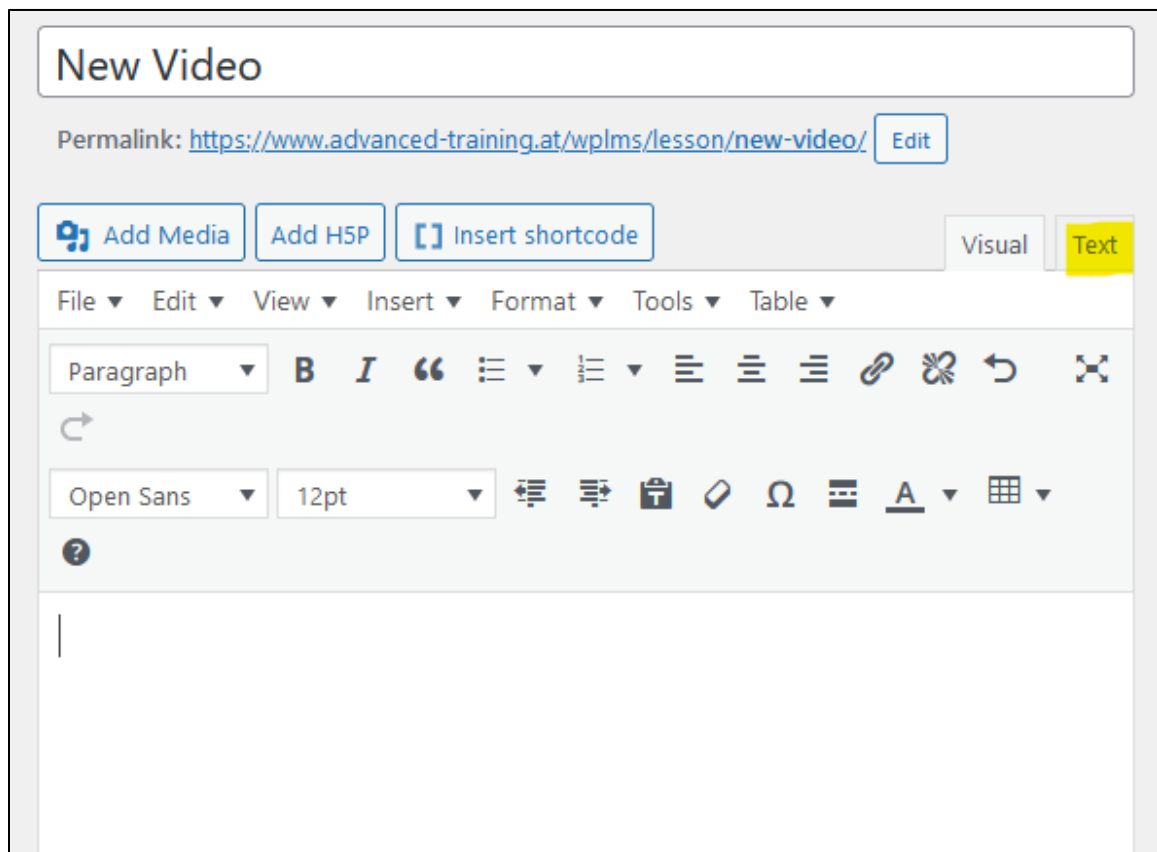 New Video
Permalink: https://www.advanced-training.at/wplms/lesson/new-video/ Edit
Add Media Add H5P Insert shortcode Visual Text
File Edit View Insert Format Tools Table
Paragraph
Open Sans 12pt